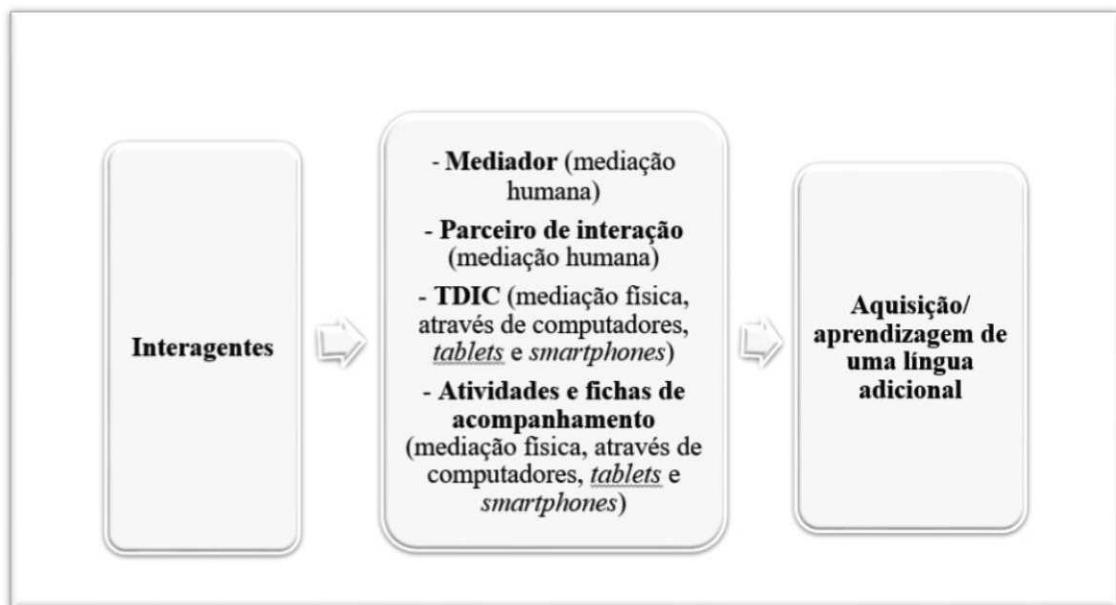 Interagentes
- Mediador (mediação
humana)
- Parceiro de interação
(mediação humana)
- TDIC (mediação física,
através de computadores,
tablets e smartphones)
- Atividades e fichas de
acompanhamento
(mediação física, através de
computadores, tablets e
smartphones)
Aquisição/
aprendizagem de
uma língua
adicional